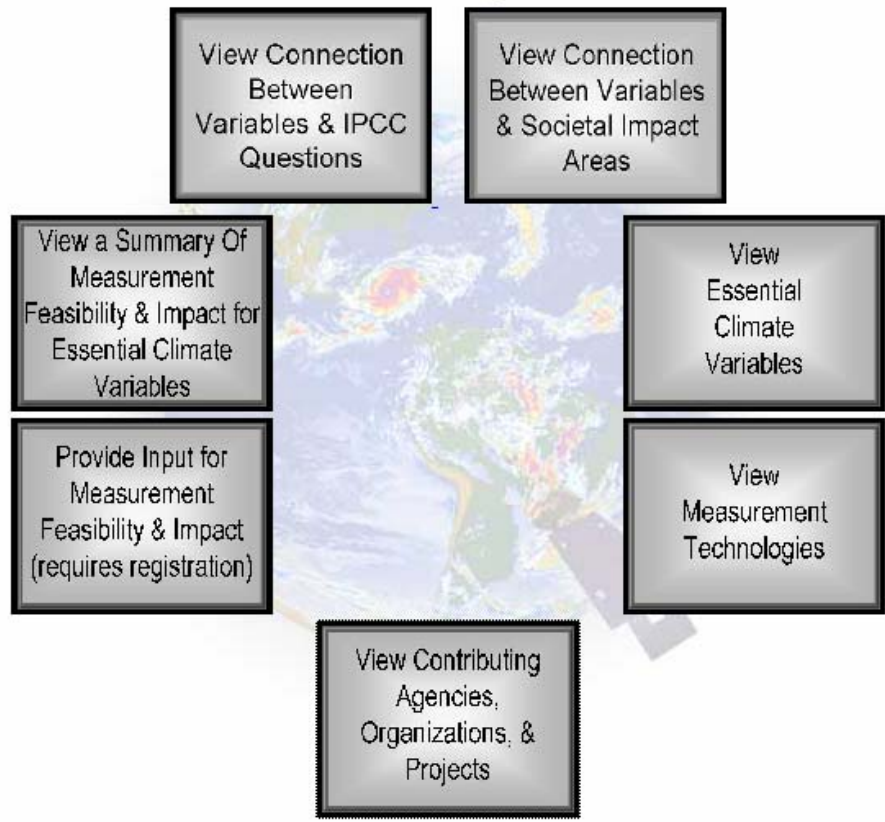 View Connection
Between
Variables & IPCC
Questions
View Connection
Between Variables
& Societal Impact
Areas
View a Summary Of
Measurement
Feasibility & Impact for
Essential Climate
Variables
View
Essential
Climate
Variables
Provide Input for
Measurement
Feasibility & Impact
(requires registration)
View
Measurement
Technologies
View Contributing
Agencies,
Organizations, &
Projects